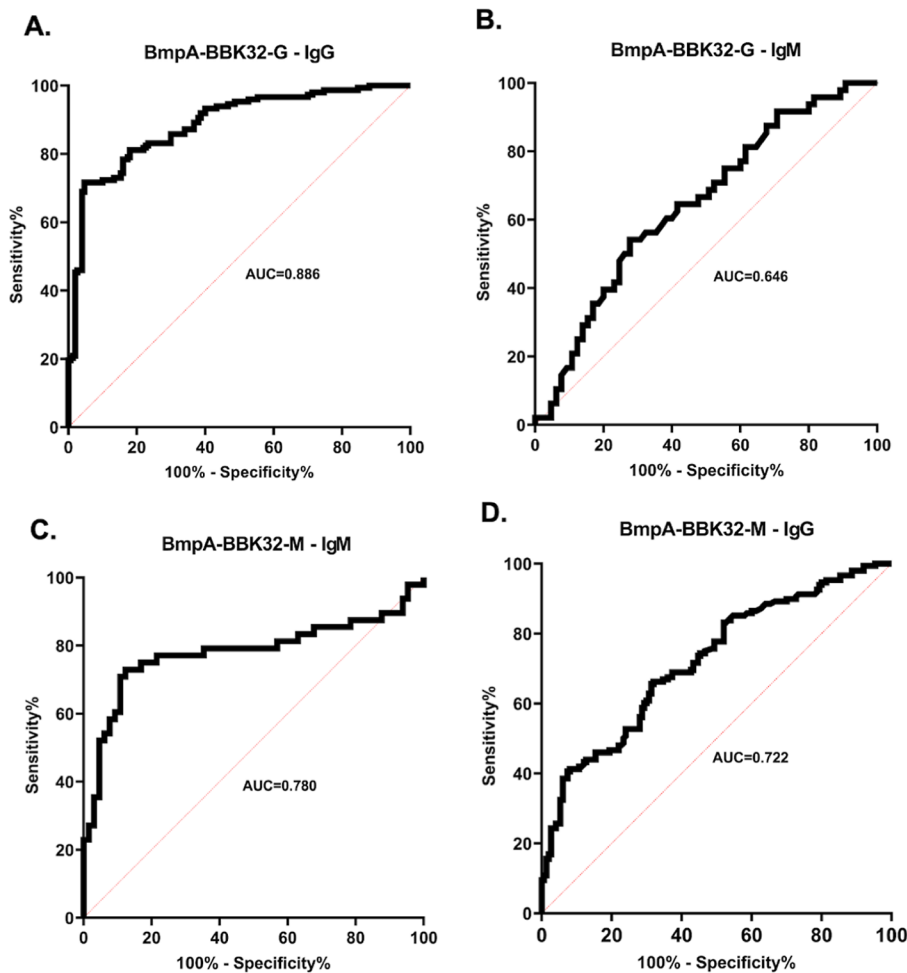 A.
BmpA-BBK32-G - IgG
Sensitivity%
100
80
60
40
20
0
AUC=0.886
0 20 40 60 80 100
100% - Specificity%
B.
BmpA-BBK32-G - IgM
Sensitivity%
100
80
60
40
20
0
AUC=0.646
0 20 40 60 80 100
100% - Specificity%
C.
BmpA-BBK32-M - IgM
Sensitivity%
100
80
60
40
20
0
AUC=0.780
0 20 40 60 80 100
100% - Specificity%
D.
BmpA-BBK32-M - IgG
Sensitivity%
100
80
60
40
20
0
AUC=0.722
0 20 40 60 80 100
100% - Specificity%